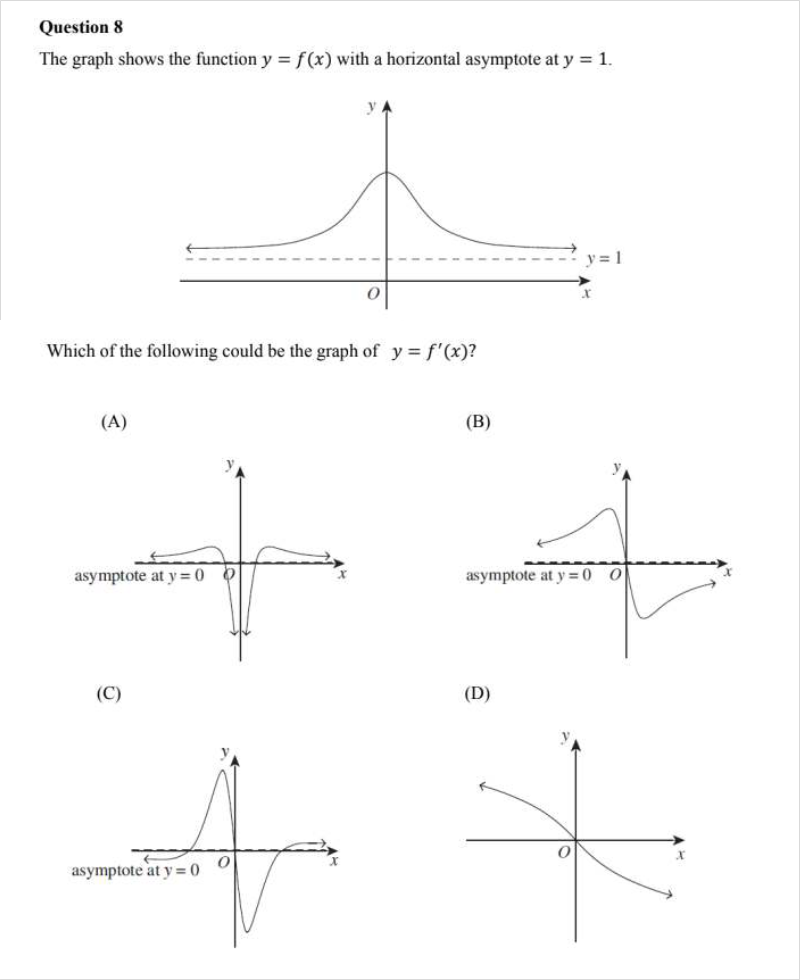 Question 8
The graph shows the function y = f(x) with a horizontal asymptote at y = 1.
y
y = 1
O
x
Which of the following could be the graph of y = f′(x)?
(A)
(B)
y
y
asymptote at y = 0 O x
asymptote at y = 0 O x
(C)
(D)
y
y
O x
asymptote at y = 0
O x